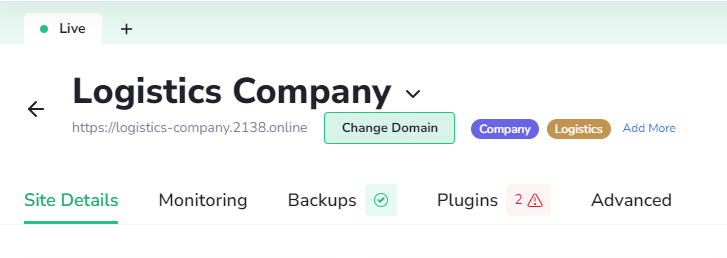 Live +
Logistics Company
https://logistics-company.2138.online Change Domain Company Logistics Add More
Site Details Monitoring Backups Plugins 2 Advanced